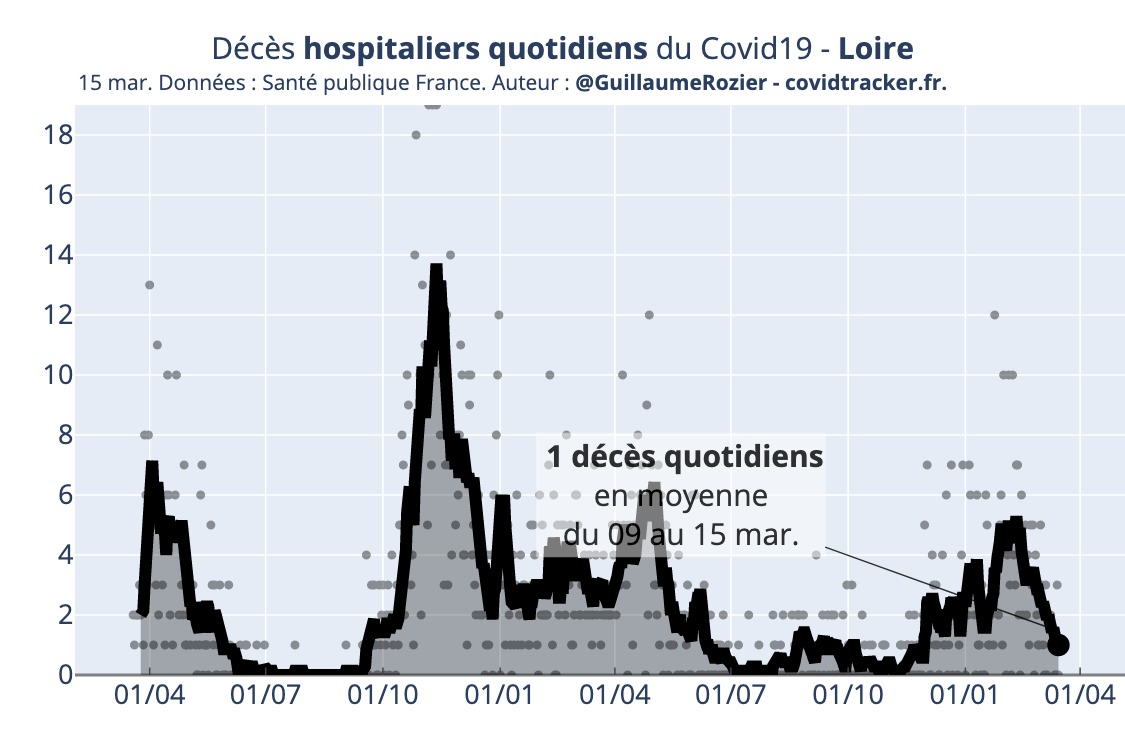 Décès hospitaliers quotidiens du Covid19 - Loire
15 mar. Données : Santé publique France. Auteur : @GuillaumeRozier - covidtracker.fr.
18
16
14
12
10
8
6
4
2
0
1 décès quotidiens
en moyenne
du 09 au 15 mar.
01/04 01/07 01/10 01/01 01/04 01/07 01/10 01/01 01/04